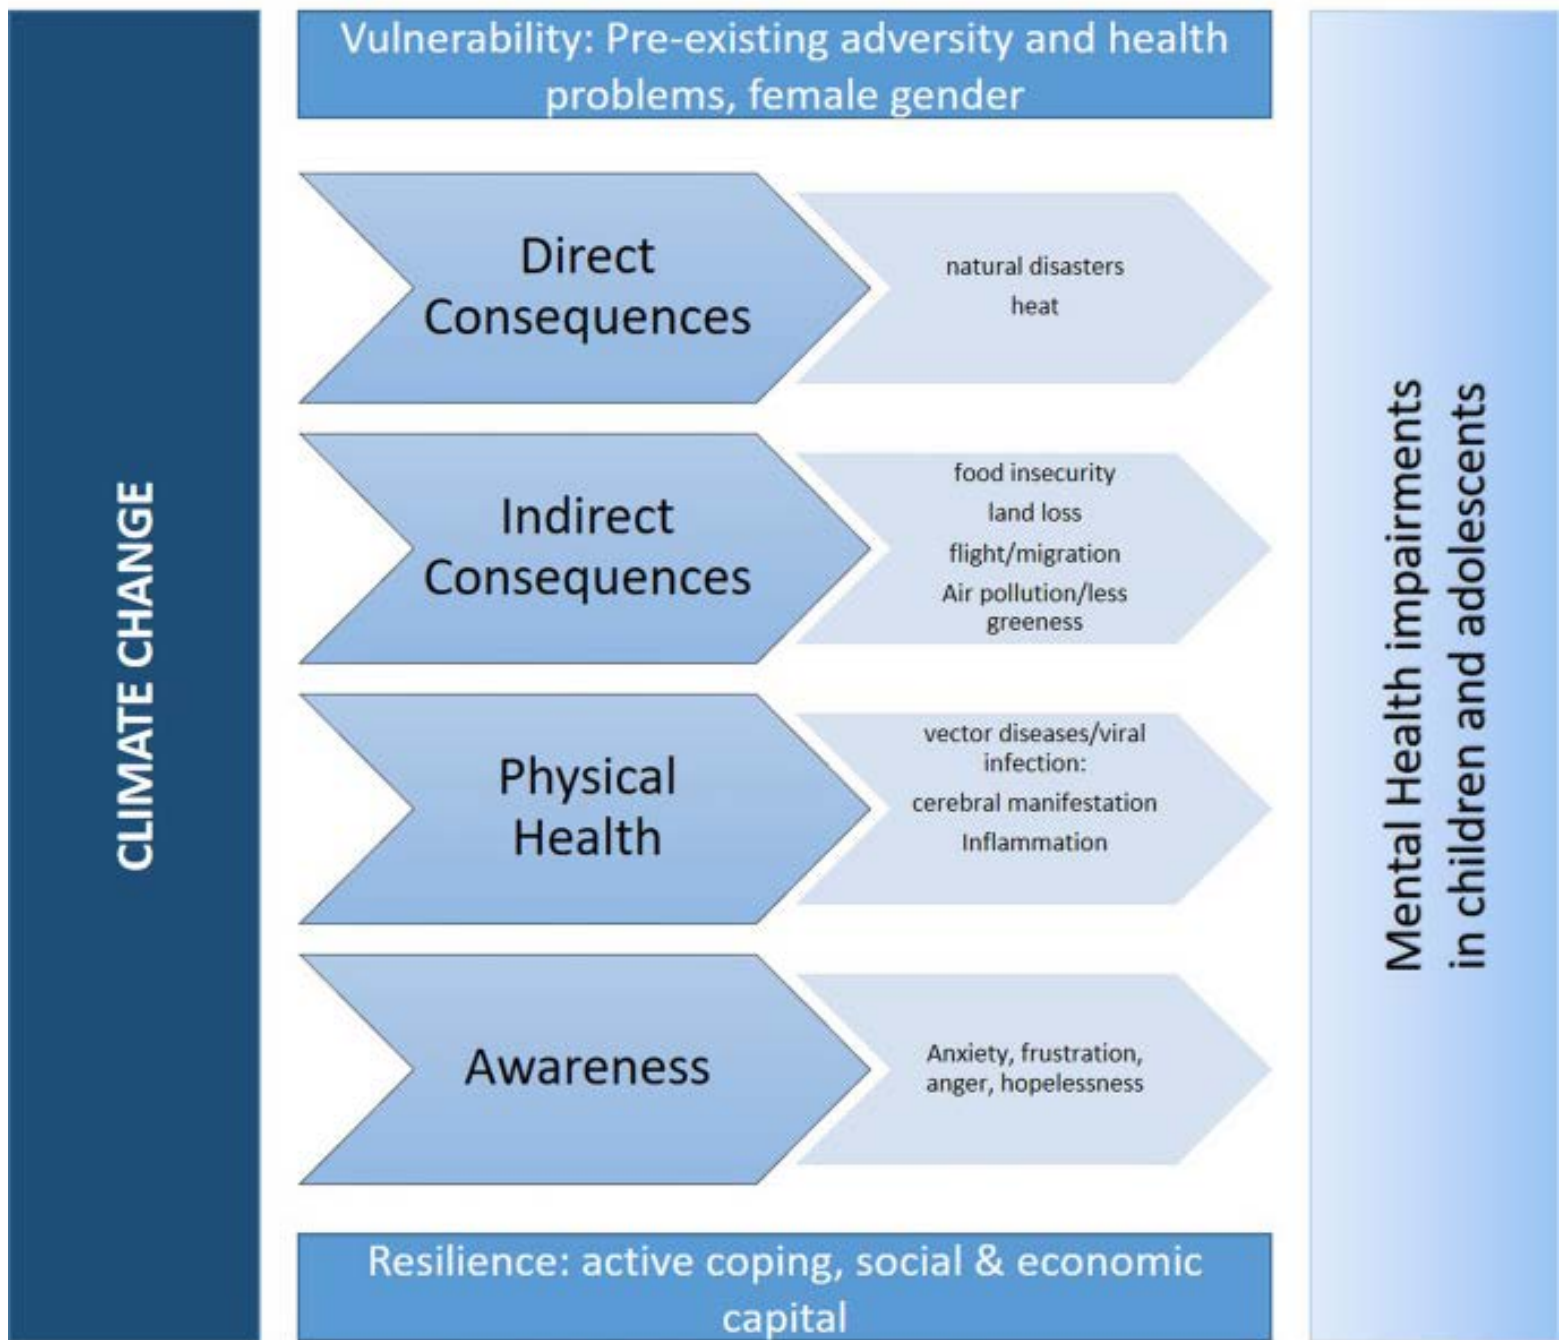 CLIMATE CHANGE
Vulnerability: Pre-existing adversity and health
problems, female gender
Direct
Consequences
natural disasters
heat
Indirect
Consequences
food insecurity
land loss
flight/migration
Air pollution/less
greeness
Physical
Health
vector diseases/viral
infection:
cerebral manifestation
Inflammation
Awareness
Anxiety, frustration,
anger, hopelessness
Resilience: active coping, social & economic
capital
Mental Health impairments
in children and adolescents